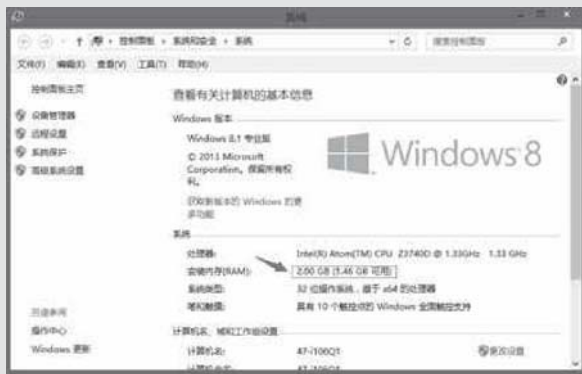 系统
控制面板 › 系统和安全 › 系统
搜索控制面板
文件(F) 编辑(E) 查看(V) 工具(T) 帮助(H)
控制面板主页
设备管理器
远程设置
系统保护
高级系统设置
另请参阅
操作中心
Windows 更新
查看有关计算机的基本信息
Windows 版本
Windows 8.1 专业版
© 2013 Microsoft
Corporation。保留所有权
利。
获取新版本的 Windows 的更
多功能
Windows 8
系统
处理器: Intel(R) Atom(TM) CPU Z3740D @ 1.33GHz 1.33 GHz
安装内存(RAM): 2.00 GB (1.46 GB 可用)
系统类型: 32 位操作系统，基于 x64 的处理器
笔和触摸: 具有 10 个触控点的 Windows 全面触控支持
计算机名、域和工作组设置
计算机名: 47-i106Q1 更改设置